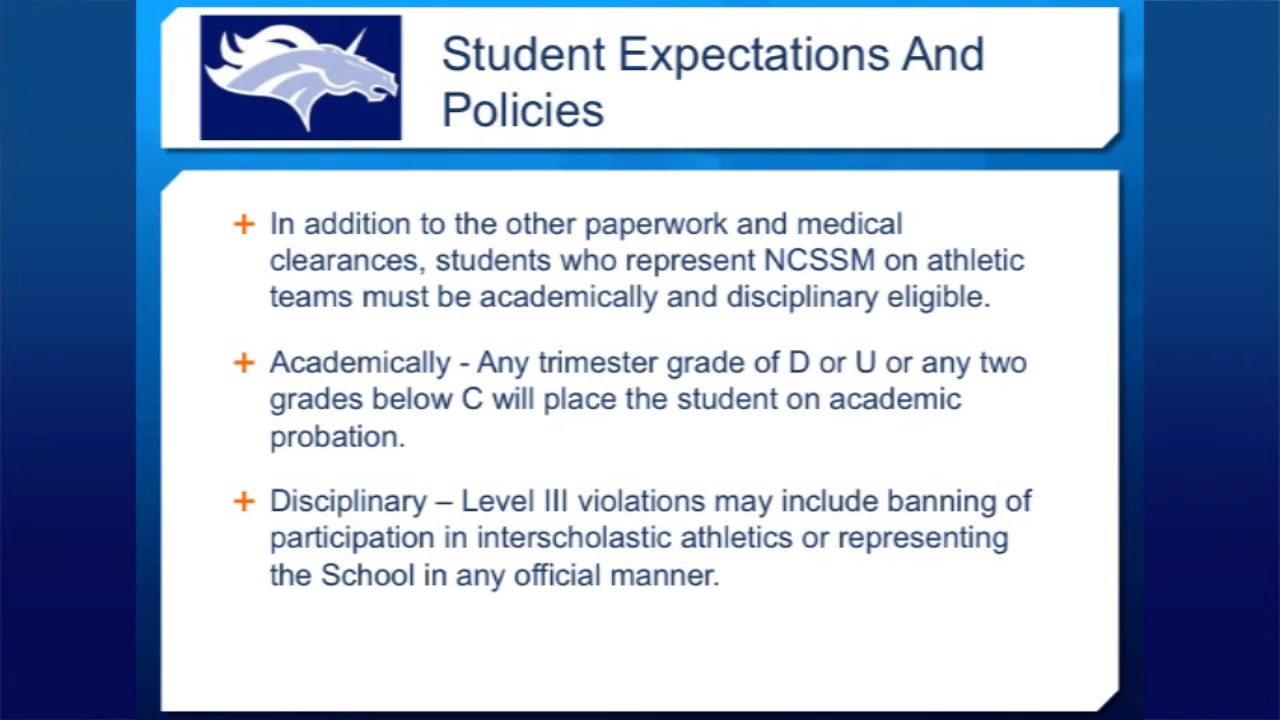 Student Expectations And
Policies
+ In addition to the other paperwork and medical
clearances, students who represent NCSSM on athletic
teams must be academically and disciplinary eligible.
+ Academically - Any trimester grade of D or U or any two
grades below C will place the student on academic
probation.
+ Disciplinary – Level III violations may include banning of
participation in interscholastic athletics or representing
the School in any official manner.